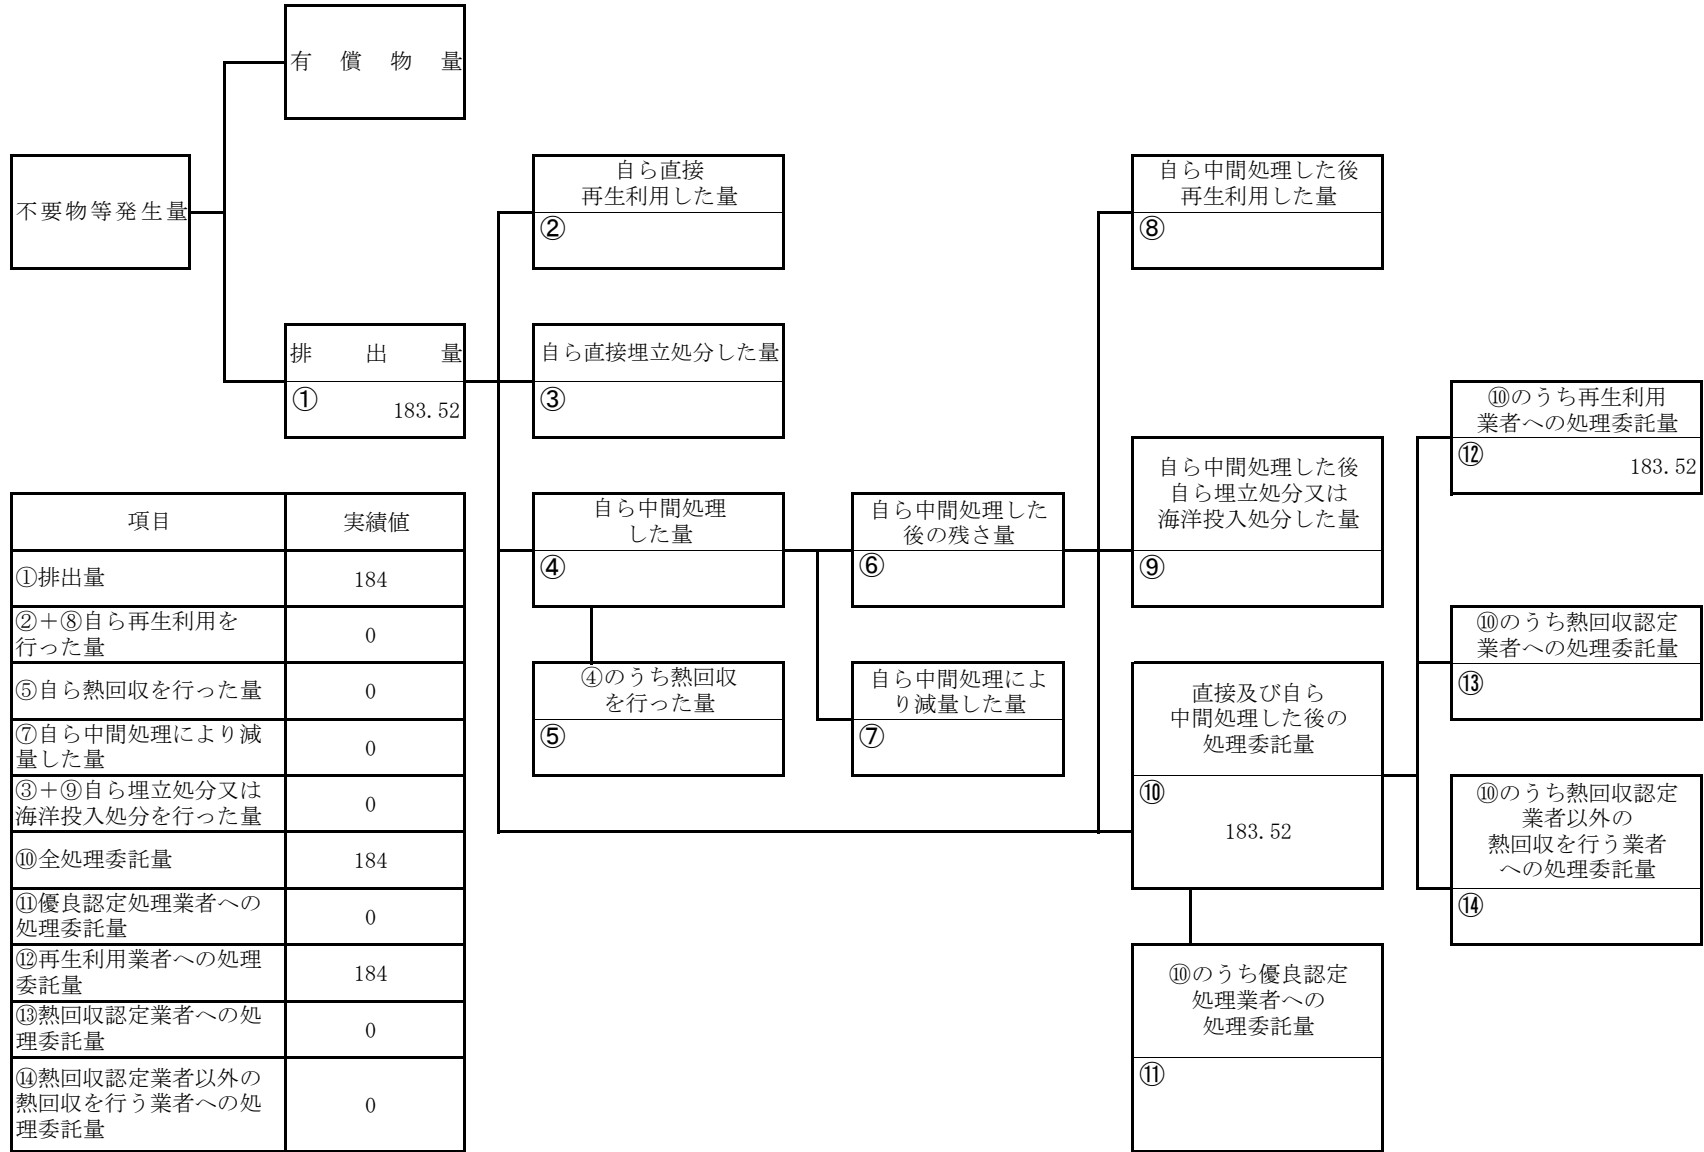 有償物量
不要物等発生量
排出量
①
183.52
自ら直接
再生利用した量
②
自ら直接埋立処分した量
③
自ら中間処理
した量
④
④のうち熱回収
を行った量
⑤
自ら中間処理した
後の残さ量
⑥
自ら中間処理によ
り減量した量
⑦
自ら中間処理した後
再生利用した量
⑧
自ら中間処理した後
自ら埋立処分又は
海洋投入処分した量
⑨
直接及び自ら
中間処理した後の
処理委託量
⑩
183.52
⑩のうち優良認定
処理業者への
処理委託量
⑪
⑩のうち再生利用
業者への処理委託量
⑫
183.52
⑩のうち熱回収認定
業者への処理委託量
⑬
⑩のうち熱回収認定
業者以外の
熱回収を行う業者
への処理委託量
⑭
項目 実績値
①排出量 184
②＋⑧自ら再生利用を
行った量 0
⑤自ら熱回収を行った量 0
⑦自ら中間処理により減
量した量 0
③＋⑨自ら埋立処分又は
海洋投入処分を行った量 0
⑩全処理委託量 184
⑪優良認定処理業者への
処理委託量 0
⑫再生利用業者への処理
委託量 184
⑬熱回収認定業者への処
理委託量 0
⑭熱回収認定業者以外の
熱回収を行う業者への処
理委託量 0